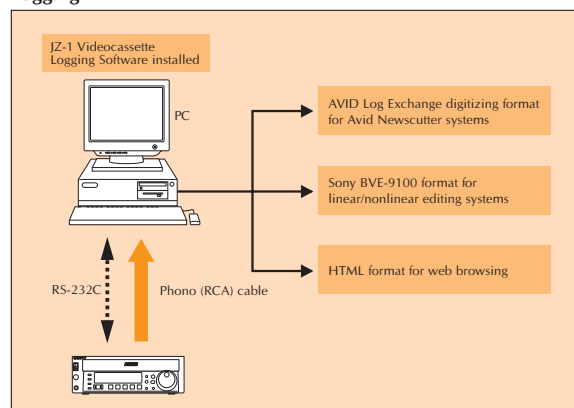 JZ-1 Videocassette
Logging Software installed
PC
AVID Log Exchange digitizing format
for Avid Newscutter systems
Sony BVE-9100 format for
linear/nonlinear editing systems
HTML format for web browsing
RS-232C
Phono (RCA) cable